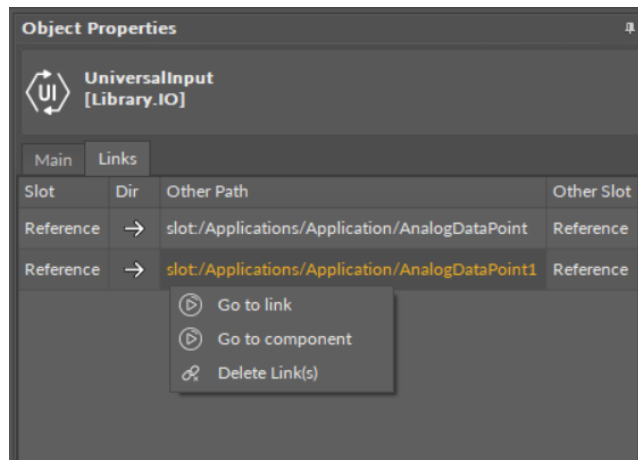 Object Properties
UI
UniversalInput
[Library.IO]
Main Links
Slot Dir Other Path Other Slot
Reference → slot:/Applications/Application/AnalogDataPoint Reference
Reference → slot:/Applications/Application/AnalogDataPoint1 Reference
Go to link
Go to component
Delete Link(s)